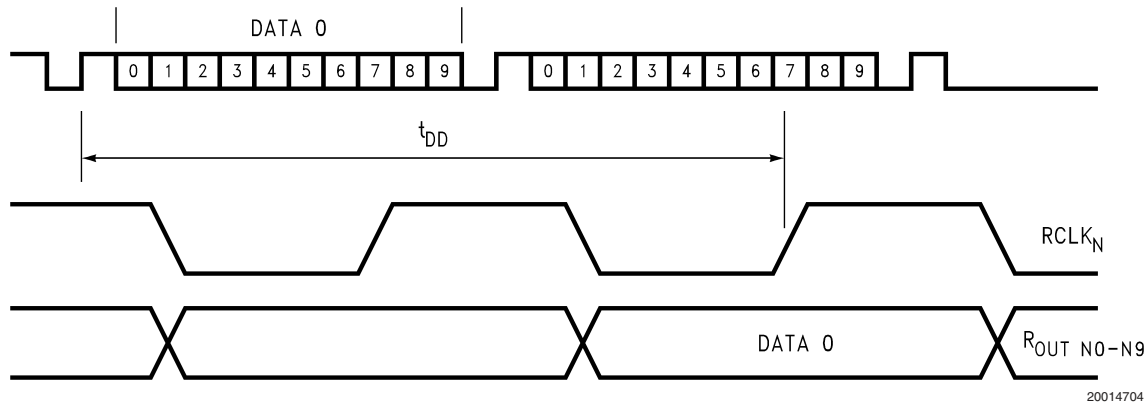 DATA 0
0 1 2 3 4 5 6 7 8 9 0 1 2 3 4 5 6 7 8 9
tDD
RCLKN
DATA 0
ROUT N0-N9
20014704